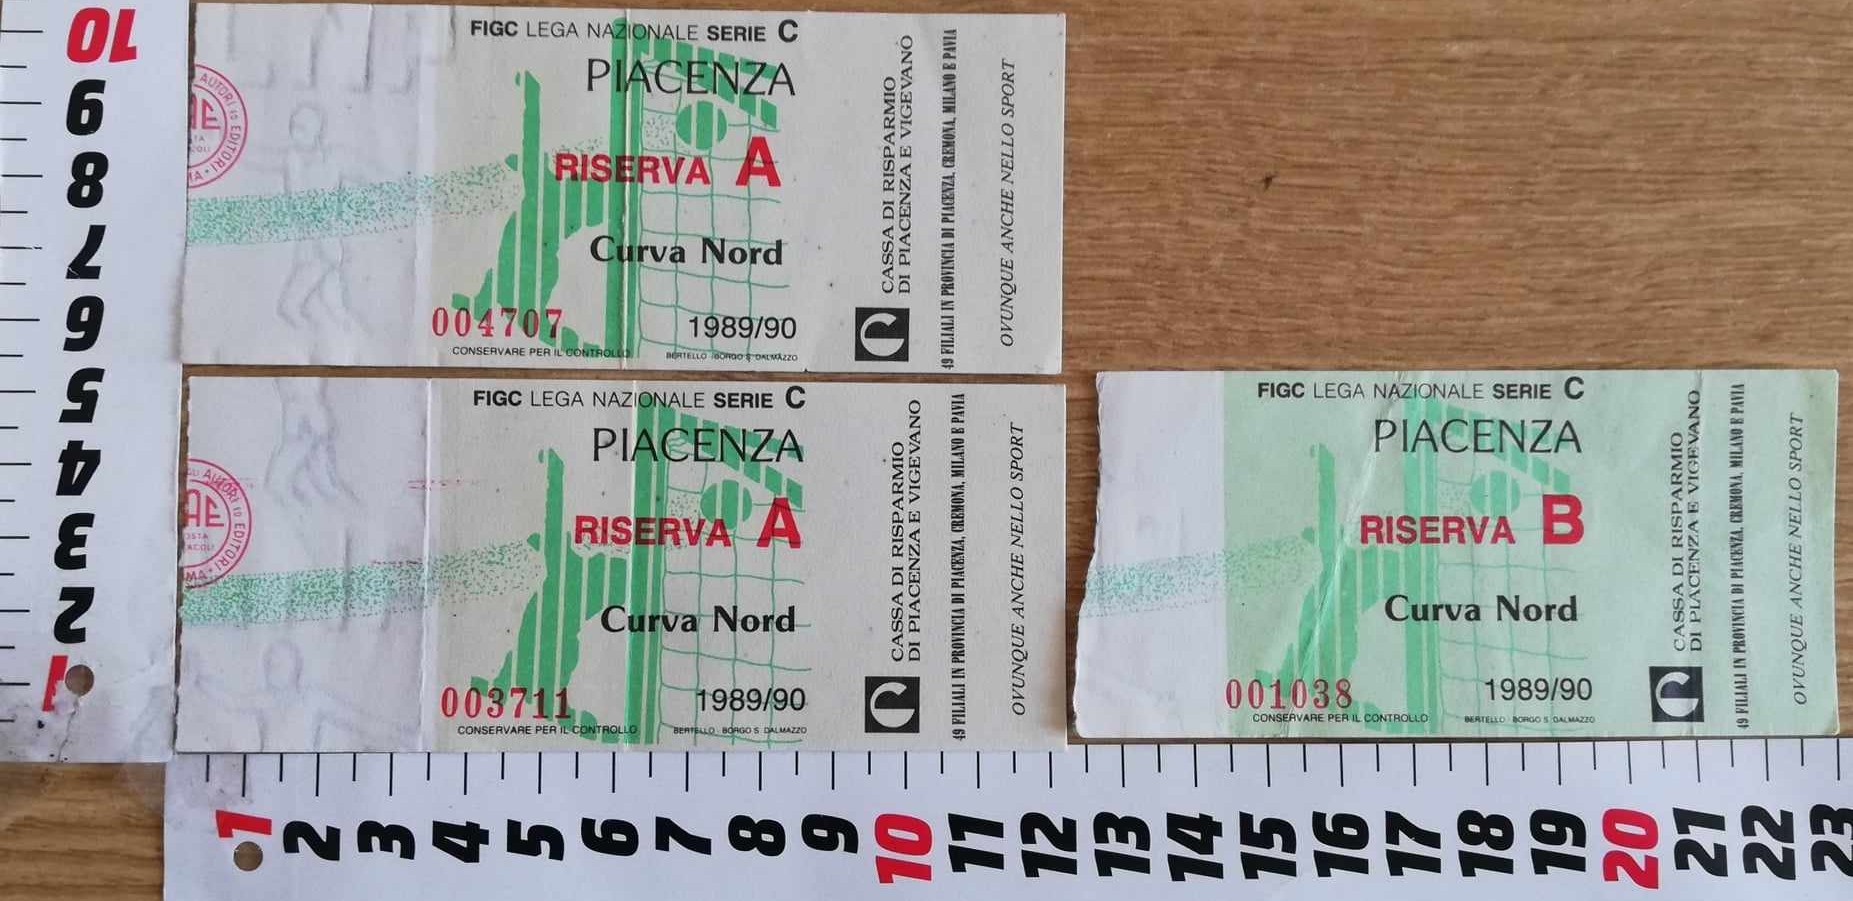 FIGC LEGA NAZIONALE SERIE C
PIACENZA
RISERVA A
Curva Nord
004707
1989/90
CONSERVARE PER IL CONTROLLO
BERTELLO - BORGO S. DALMAZZO
CASSA DI RISPARMIO
DI PIACENZA E VIGEVANO
49 FILIALI IN PROVINCIA DI PIACENZA, CREMONA, MILANO E PAVIA
OVUNQUE ANCHE NELLO SPORT
AUTORI ED EDITORI
FIGC LEGA NAZIONALE SERIE C
PIACENZA
RISERVA A
Curva Nord
003711
1989/90
CONSERVARE PER IL CONTROLLO
BERTELLO - BORGO S. DALMAZZO
CASSA DI RISPARMIO
DI PIACENZA E VIGEVANO
49 FILIALI IN PROVINCIA DI PIACENZA, CREMONA, MILANO E PAVIA
OVUNQUE ANCHE NELLO SPORT
AUTORI ED EDITORI
FIGC LEGA NAZIONALE SERIE C
PIACENZA
RISERVA B
Curva Nord
001038
1989/90
CONSERVARE PER IL CONTROLLO
BERTELLO - BORGO S. DALMAZZO
CASSA DI RISPARMIO
DI PIACENZA E VIGEVANO
49 FILIALI IN PROVINCIA DI PIACENZA, CREMONA, MILANO E PAVIA
OVUNQUE ANCHE NELLO SPORT
10
9
8
7
6
5
4
3
2
1
1 2 3 4 5 6 7 8 9 10 11 12 13 14 15 16 17 18 19 20 21 22 23